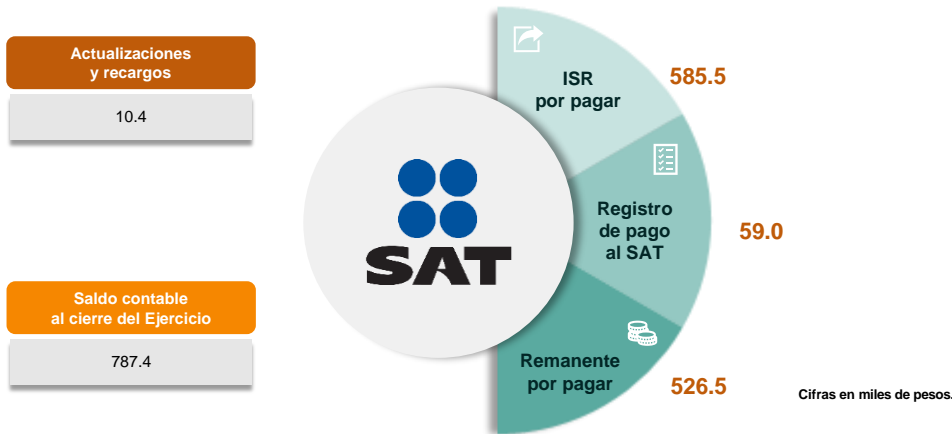 Actualizaciones
y recargos
10.4
Saldo contable
al cierre del Ejercicio
787.4
SAT
ISR
por pagar
585.5
Registro
de pago
al SAT
59.0
Remanente
por pagar
526.5
Cifras en miles de pesos.